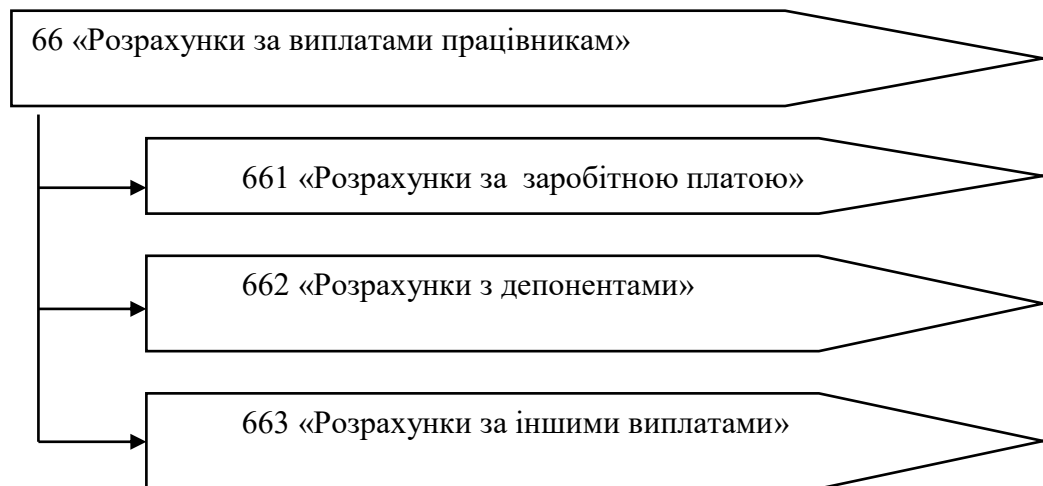 66 «Розрахунки за виплатами працівникам»
661 «Розрахунки за заробітною платою»
662 «Розрахунки з депонентами»
663 «Розрахунки за іншими виплатами»